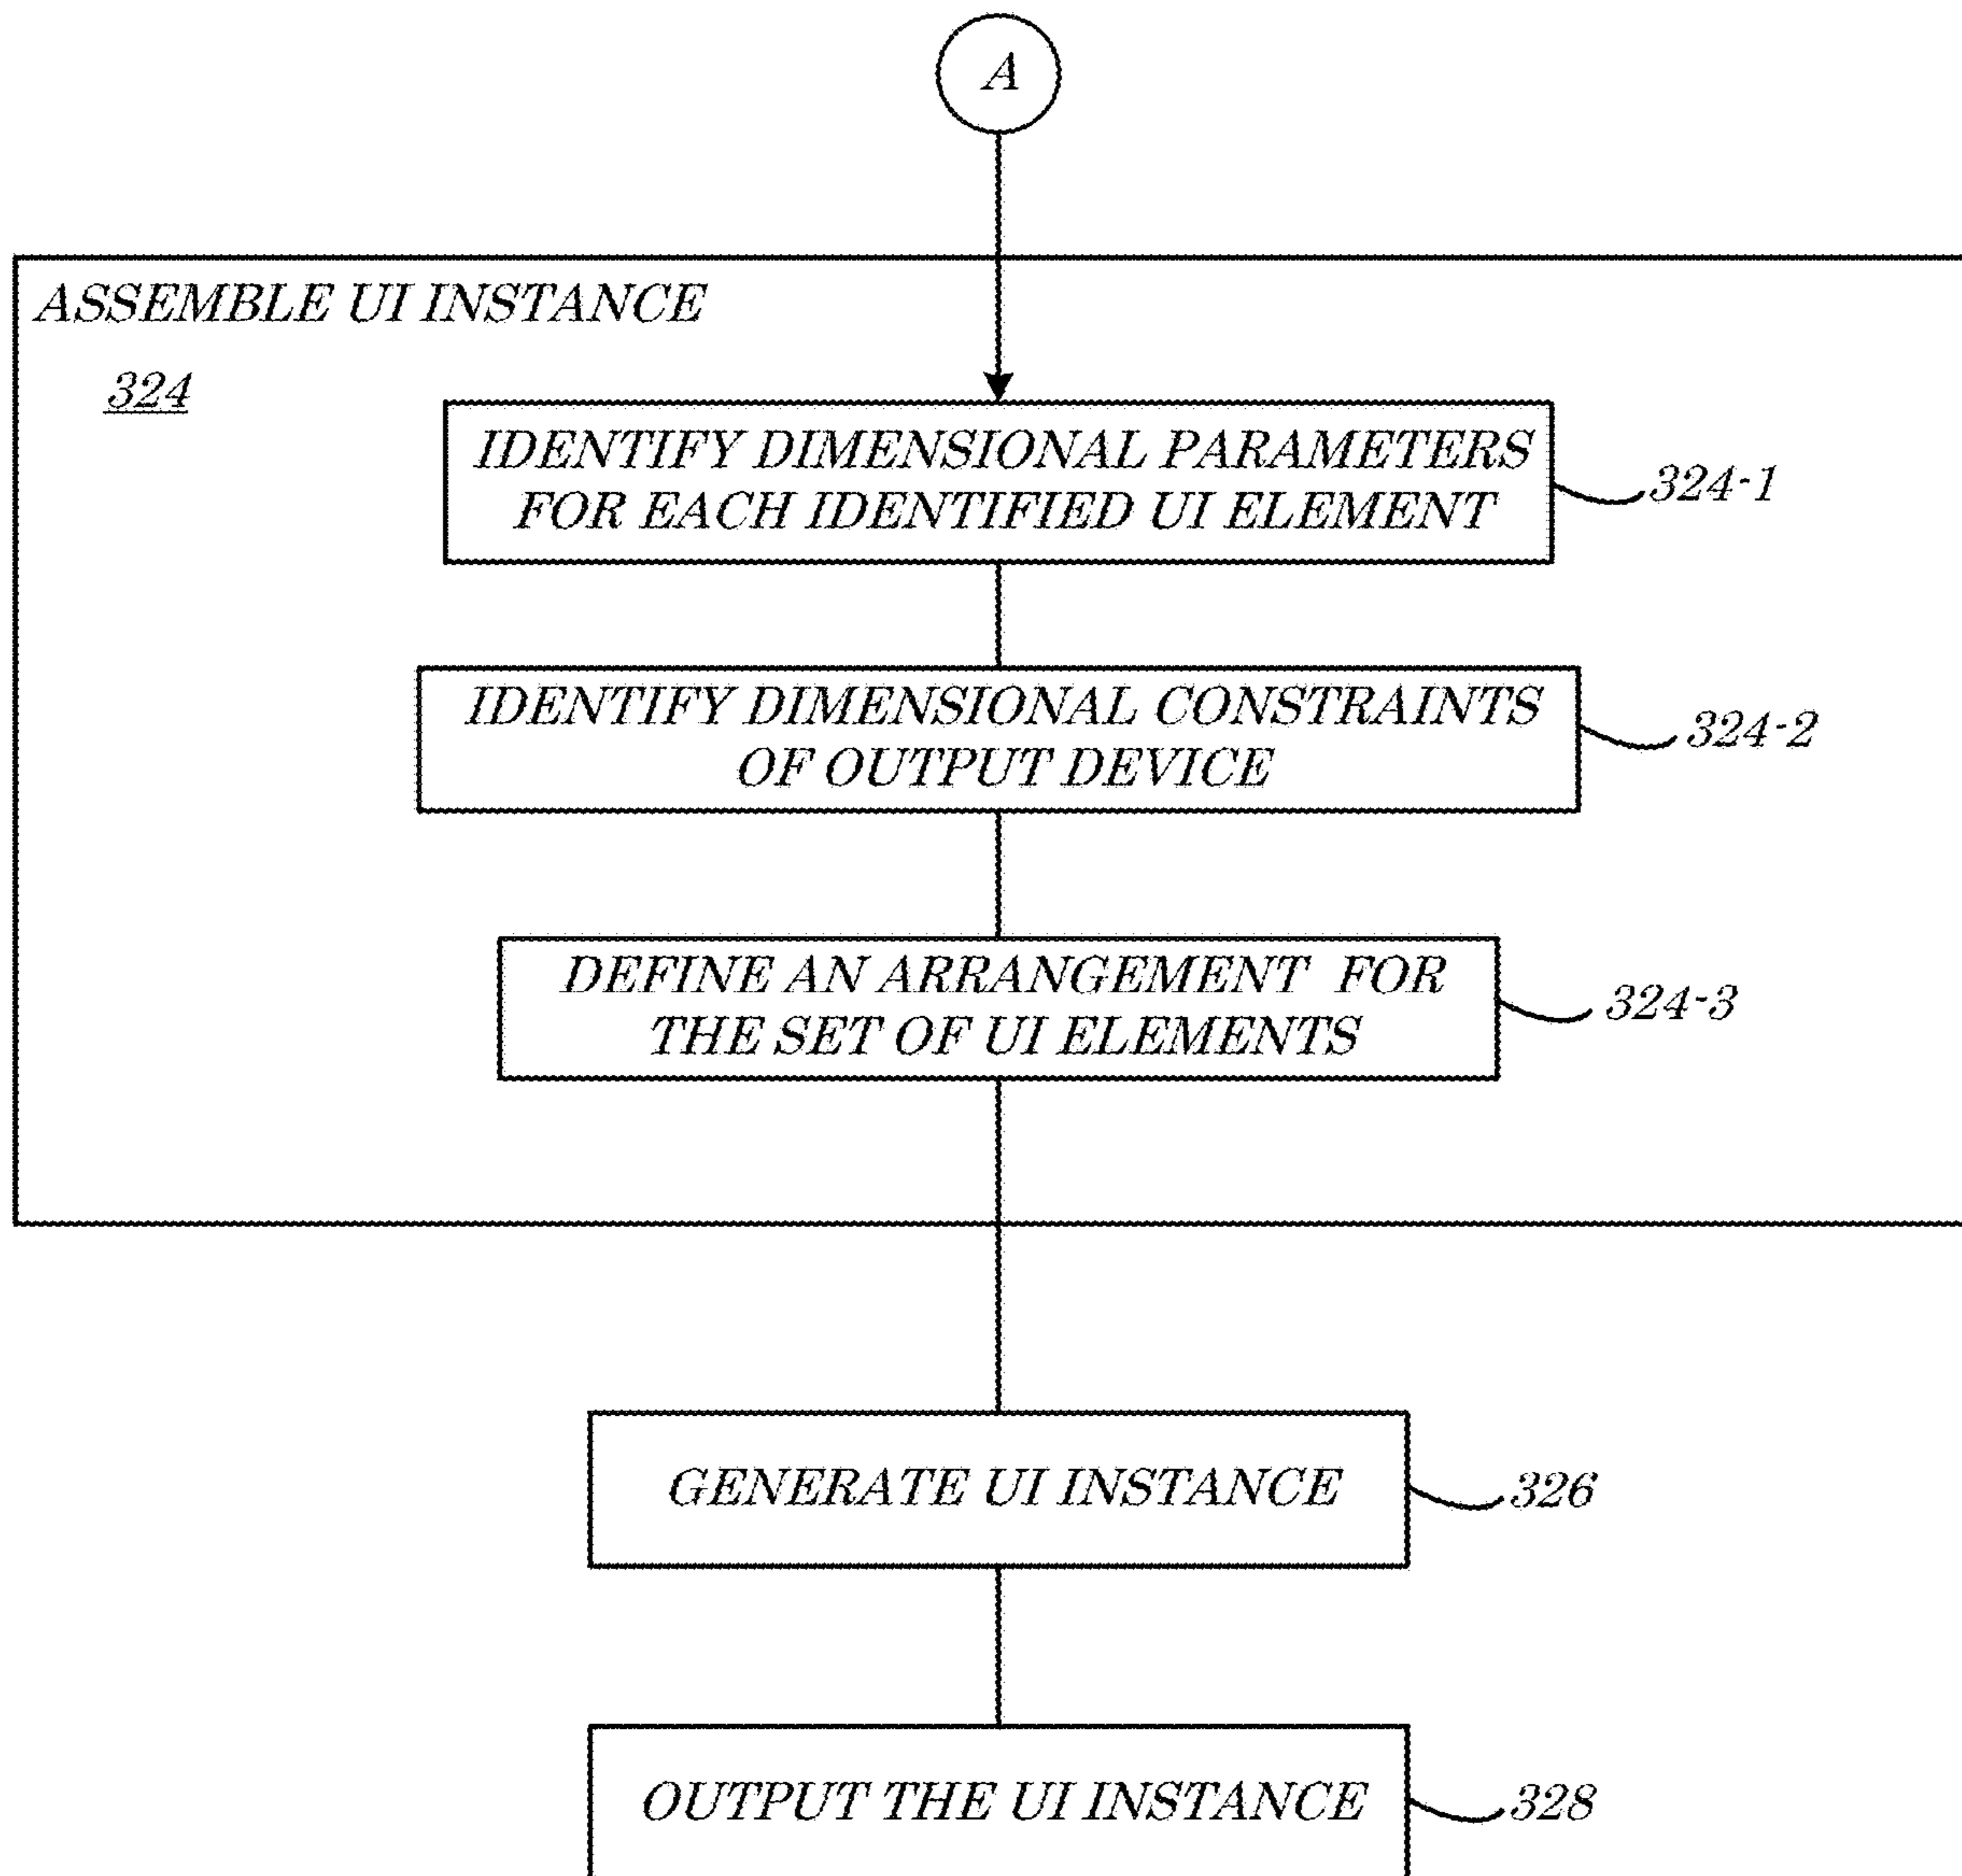 A
ASSEMBLE UI INSTANCE
324
IDENTIFY DIMENSIONAL PARAMETERS
FOR EACH IDENTIFIED UI ELEMENT
324-1
IDENTIFY DIMENSIONAL CONSTRAINTS
OF OUTPUT DEVICE
324-2
DEFINE AN ARRANGEMENT FOR
THE SET OF UI ELEMENTS
324-3
GENERATE UI INSTANCE
326
OUTPUT THE UI INSTANCE
328